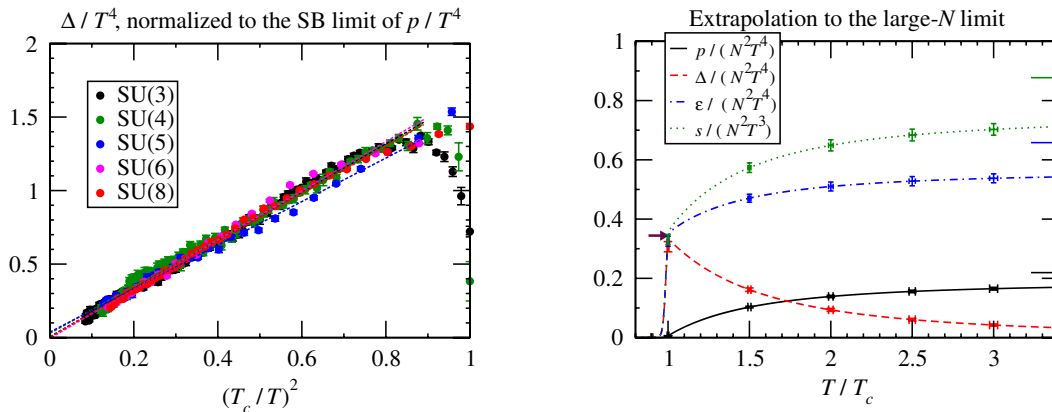 Δ / T⁴, normalized to the SB limit of p / T⁴
2
1.5
1
0.5
0
SU(3)
SU(4)
SU(5)
SU(6)
SU(8)
0 0.2 0.4 0.6 0.8 1
(T_c / T)²
Extrapolation to the large-N limit
1
0.8
0.6
0.4
0.2
0
p / ( N²T⁴)
Δ / ( N²T⁴)
ε / ( N²T⁴)
s / ( N²T³)
1 1.5 2 2.5 3
T / T_c